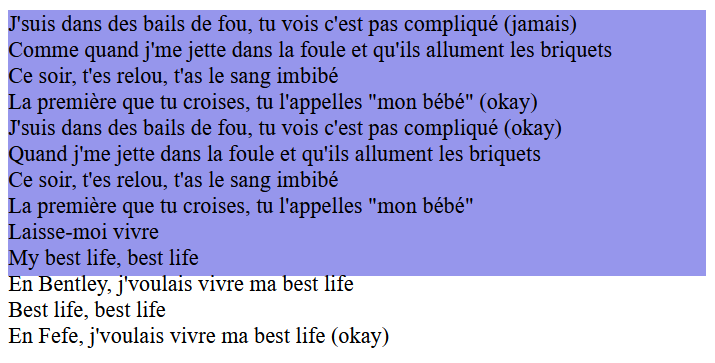 J'suis dans des bails de fou, tu vois c'est pas compliqué (jamais)
Comme quand j'me jette dans la foule et qu'ils allument les briquets
Ce soir, t'es relou, t'as le sang imbibé
La première que tu croises, tu l'appelles "mon bébé" (okay)
J'suis dans des bails de fou, tu vois c'est pas compliqué (okay)
Quand j'me jette dans la foule et qu'ils allument les briquets
Ce soir, t'es relou, t'as le sang imbibé
La première que tu croises, tu l'appelles "mon bébé"
Laisse-moi vivre
My best life, best life
En Bentley, j'voulais vivre ma best life
Best life, best life
En Fefe, j'voulais vivre ma best life (okay)